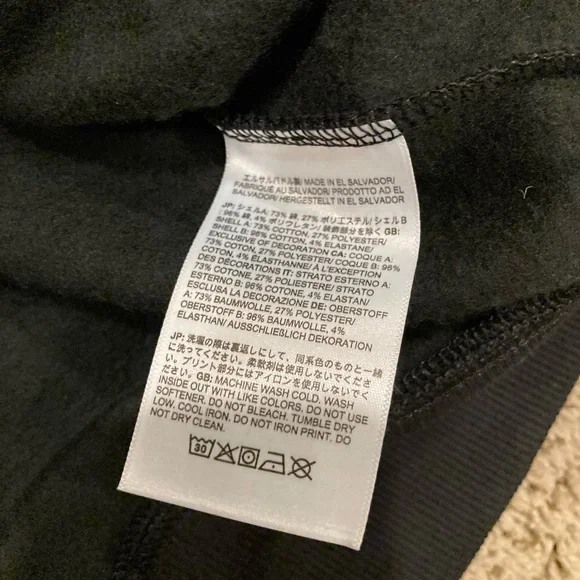 エルサルバドル製/ MADE IN EL SALVADOR/
FABRIQUÉ AU SALVADOR/ PRODOTTO AD EL
SALVADOR/ HERGESTELLT IN EL SALVADOR
JP: シェルA: 73% 綿, 27% ポリエステル/ シェルB
: 96% 綿, 4% ポリウレタン/ 装飾部分を除く GB:
SHELL A: 73% COTTON, 27% POLYESTER/
SHELL B: 96% COTTON, 4% ELASTANE/
EXCLUSIVE OF DECORATION CA: COQUE A:
73% COTON, 27% POLYESTER/ COQUE B: 96%
COTON, 4% ÉLASTHANNE/ À L'EXCEPTION
DES DÉCORATIONS IT: STRATO ESTERNO A:
73% COTONE, 27% POLIESTERE/ STRATO
ESTERNO B: 96% COTONE, 4% ELASTAN/
ESCLUSA LA DECORAZIONE DE: OBERSTOFF
A: 73% BAUMWOLLE, 27% POLYESTER/
OBERSTOFF B: 96% BAUMWOLLE, 4%
ELASTHAN/ AUSSCHLIEßLICH DEKORATION
JP: 洗濯の際は裏返しにして、同系色のものと一緒
に洗ってください。柔軟剤は使用しないでくださ
い。プリント部分にはアイロンを使用しないでくだ
さい。GB: MACHINE WASH COLD. WASH
INSIDE OUT WITH LIKE COLORS. DO NOT USE
SOFTENER. DO NOT BLEACH. TUMBLE DRY
LOW. COOL IRON. DO NOT IRON PRINT. DO
NOT DRY CLEAN.
30